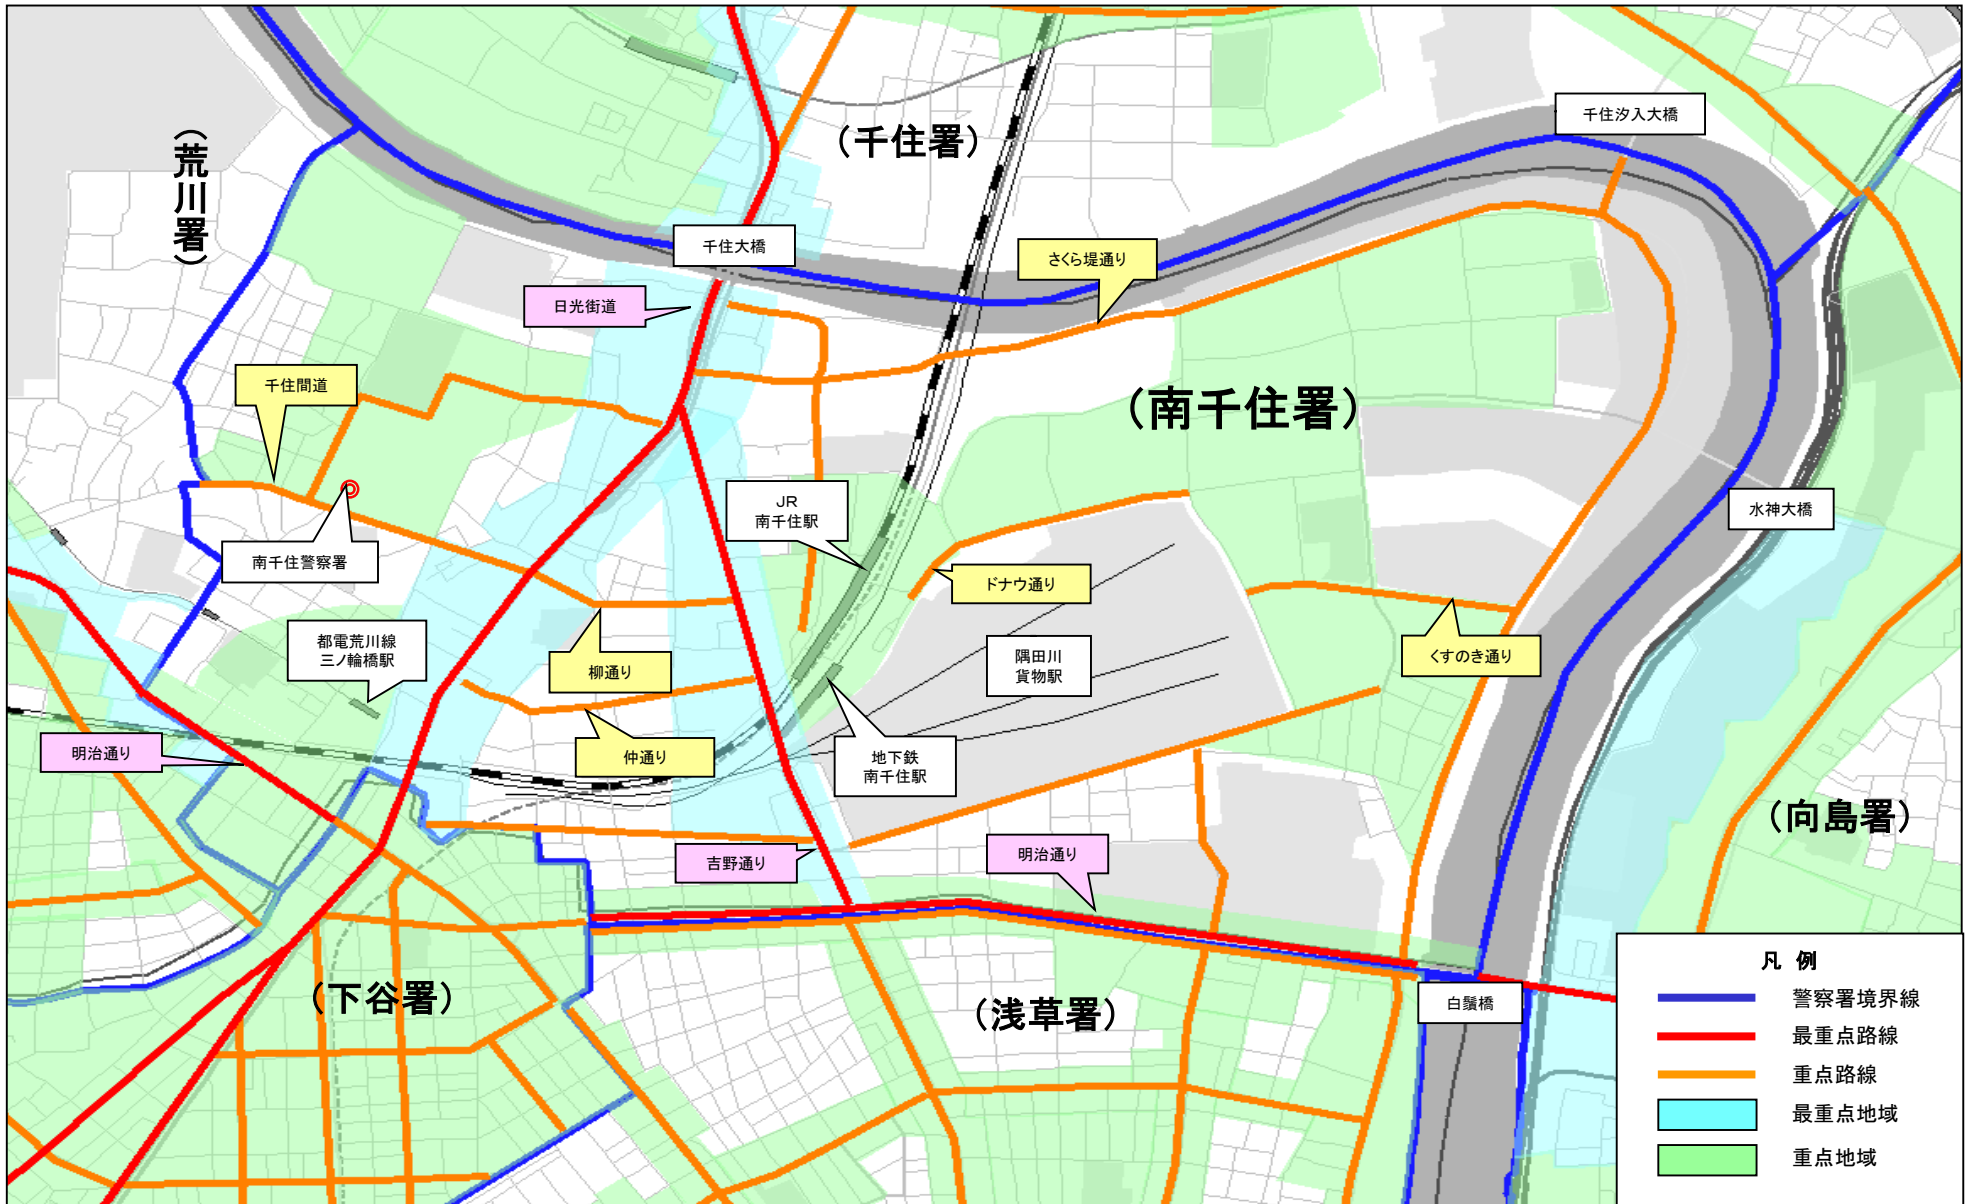 千住汐入大橋
（千住署）
（荒川署）
千住大橋
さくら堤通り
日光街道
千住間道
（南千住署）
JR
南千住駅
水神大橋
南千住警察署
ドナウ通り
都電荒川線
三ノ輪橋駅
柳通り
隅田川
貨物駅
くすのき通り
明治通り
仲通り
地下鉄
南千住駅
（向島署）
吉野通り
明治通り
（下谷署）
（浅草署）
白鬚橋
凡 例
警察署境界線
最重点路線
重点路線
最重点地域
重点地域